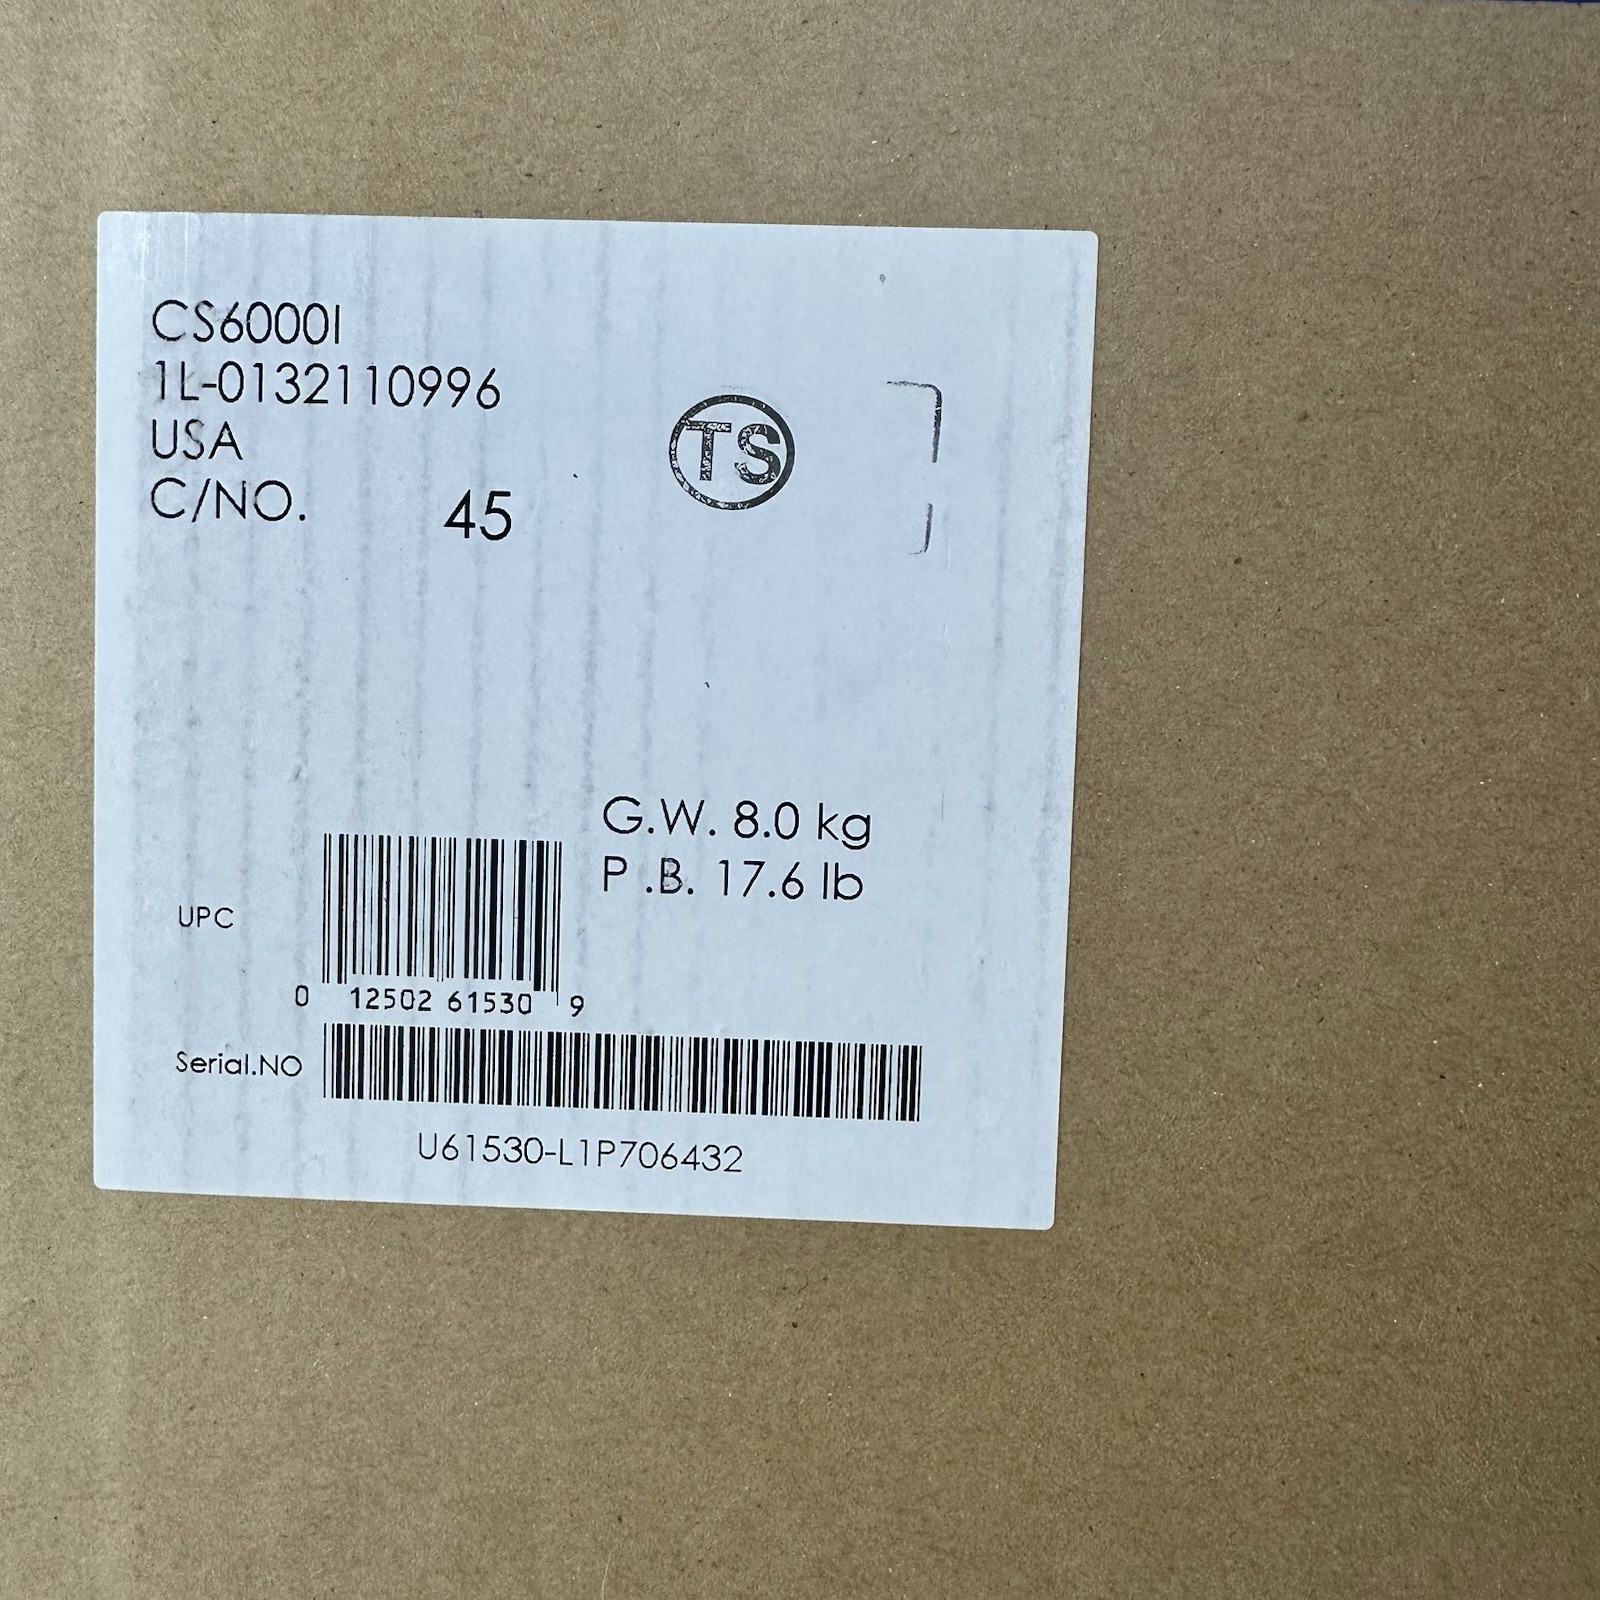 CS6000I
1L-0132110996
USA
C/NO. 45
TS
G.W. 8.0 kg
P .B. 17.6 lb
UPC
0 12502 61530 9
Serial.NO
U61530-L1P706432